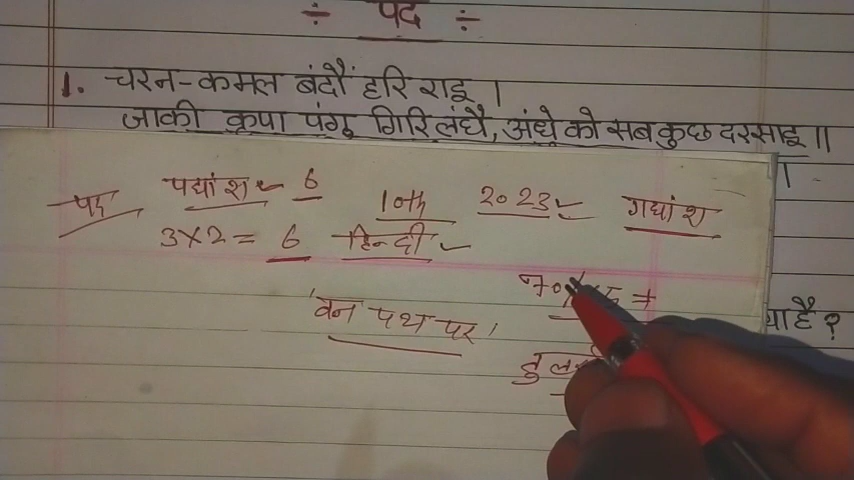 ÷ पद ÷
1. चरन-कमल बंदौं हरि राइ ।
जाकी कृपा पंगु गिरि लंघै, अंधे को सब कुछ दरसाइ ॥
।
पद पद्यांश 6 10th 2023 गद्यांश
3×2 = 6 हिन्दी
70
'वन पथ पर'
या है ?